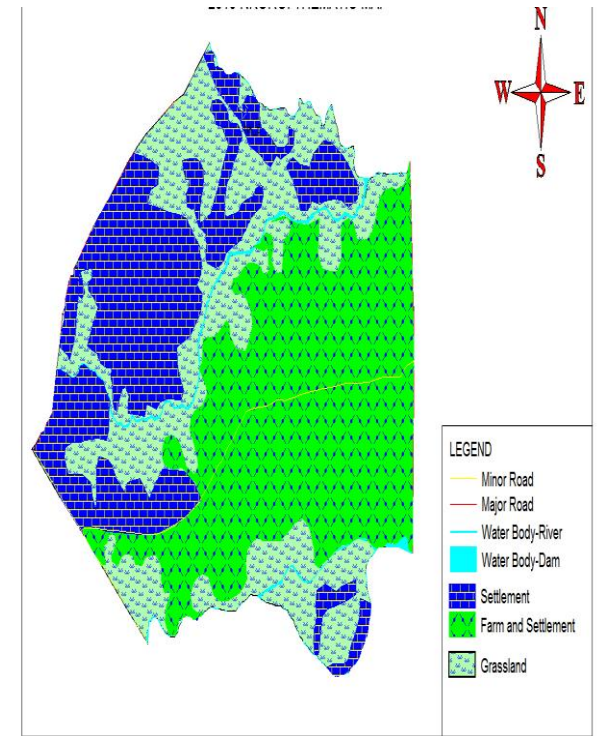 N
W E
S
LEGEND
Minor Road
Major Road
Water Body-River
Water Body-Dam
Settlement
Farm and Settlement
Grassland